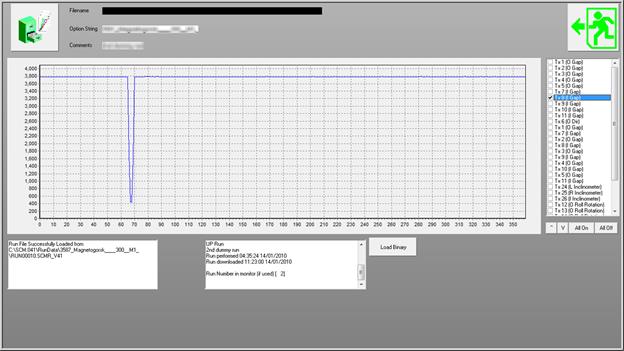 Filename
Option String
Comments
4,000
3,800
3,600
3,400
3,200
3,000
2,800
2,600
2,400
2,200
2,000
1,800
1,600
1,400
1,200
1,000
800
600
400
200
0
0 10 20 30 40 50 60 70 80 90 100 110 120 130 140 150 160 170 180 190 200 210 220 230 240 250 260 270 280 290 300 310 320 330 340 350
Tx 1 (O Gap)
Tx 2 (O Gap)
Tx 3 (O Gap)
Tx 4 (O Gap)
Tx 5 (O Gap)
Tx 7 (I Gap)
Tx 8 (I Gap)
Tx 9 (I Gap)
Tx 10 (I Gap)
Tx 11 (I Gap)
Tx 6 (O Dir)
Tx 1 (O Gap)
Tx 7 (I Gap)
Tx 2 (O Gap)
Tx 8 (I Gap)
Tx 3 (O Gap)
Tx 9 (I Gap)
Tx 4 (O Gap)
Tx 10 (I Gap)
Tx 5 (O Gap)
Tx 11 (I Gap)
Tx 24 (L Inclinometer)
Tx 25 (R Inclinometer)
Tx 26 (I Inclinometer)
Tx 12 (O Roll Rotation)
Tx 13 (O Roll Rotation)
^ V All On All Off
Run File Successfully Loaded from:
C:\SCM.041\RunData\3587_Magnetogorsk____300__M1_
\RUN00010.SCMR_V41
UP Run
2nd dummy run
Run performed 04:35:24 14/01/2010
Run downloaded 11:23:00 14/01/2010
Run Number in monitor (if used) [ 2]
Load Binary